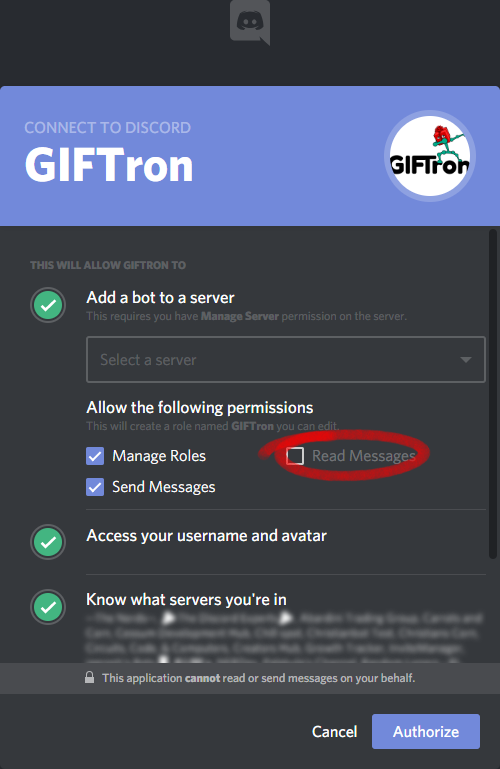 CONNECT TO DISCORD
GIFTron
GIFTron
THIS WILL ALLOW GIFTRON TO
Add a bot to a server
This requires you have Manage Server permission on the server.
Select a server
Allow the following permissions
This will create a role named GIFTron you can edit.
Manage Roles
Read Messages
Send Messages
Access your username and avatar
Know what servers you're in
This application cannot read or send messages on your behalf.
Cancel
Authorize